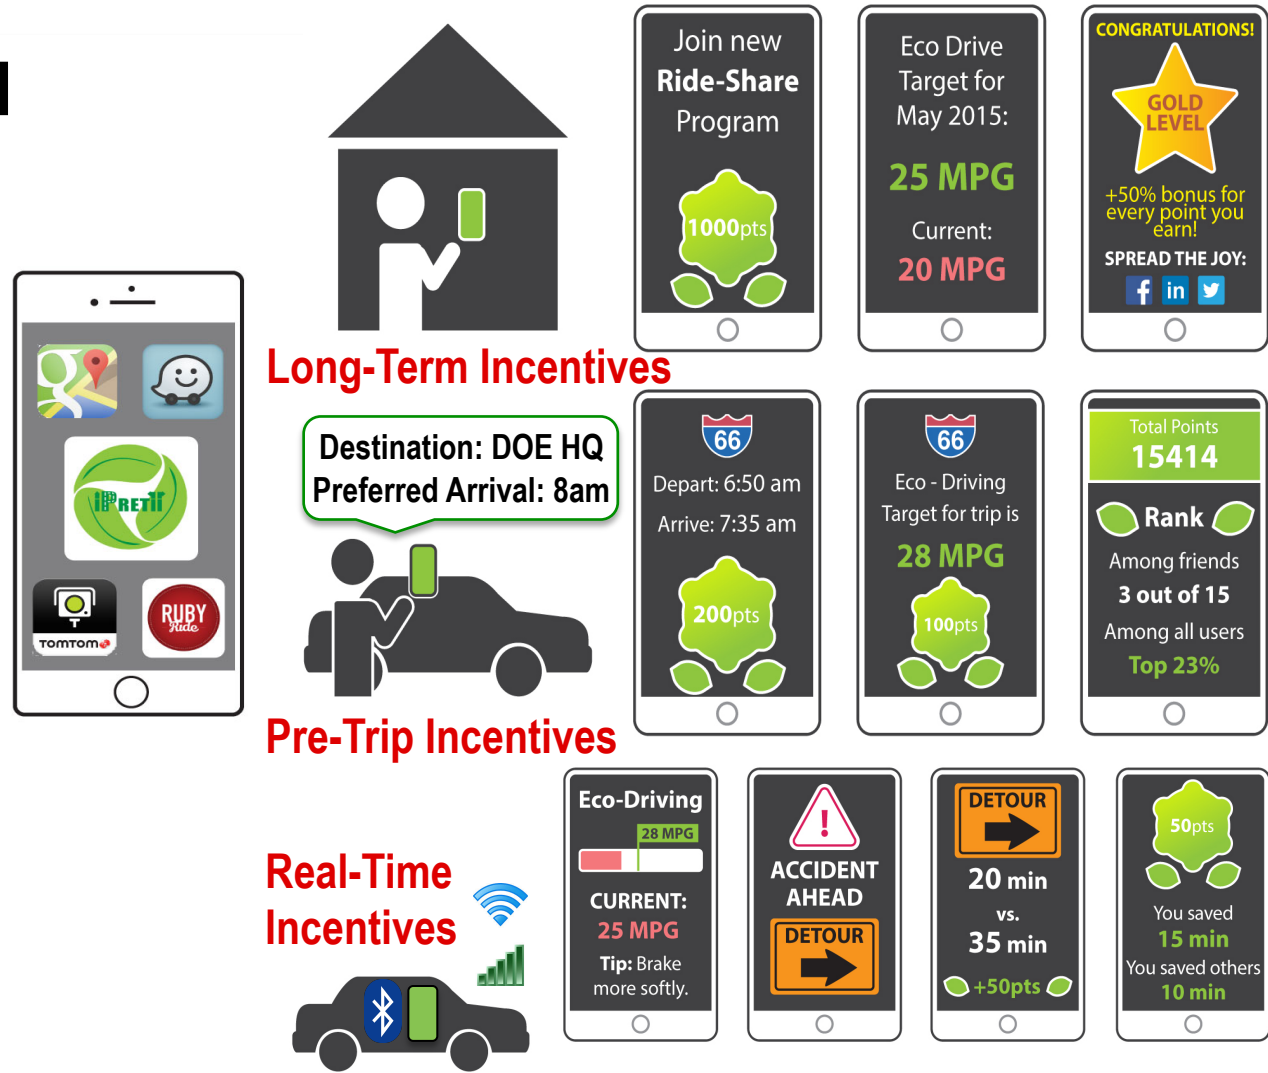 Join new
Ride-Share
Program
1000pts
Eco Drive
Target for
May 2015:
25 MPG
Current:
20 MPG
CONGRATULATIONS!
GOLD
LEVEL
+50% bonus for
every point you
earn!
SPREAD THE JOY:
f in
Long-Term Incentives
iPRETII
TOMTOM
RUBY
Ride
Destination: DOE HQ
Preferred Arrival: 8am
66
Depart: 6:50 am
Arrive: 7:35 am
200pts
66
Eco - Driving
Target for trip is
28 MPG
100pts
Total Points
15414
Rank
Among friends
3 out of 15
Among all users
Top 23%
Pre-Trip Incentives
Real-Time
Incentives
Eco-Driving
28 MPG
CURRENT:
25 MPG
Tip: Brake
more softly.
!
ACCIDENT
AHEAD
DETOUR
DETOUR
20 min
vs.
35 min
+50pts
50pts
You saved
15 min
You saved others
10 min